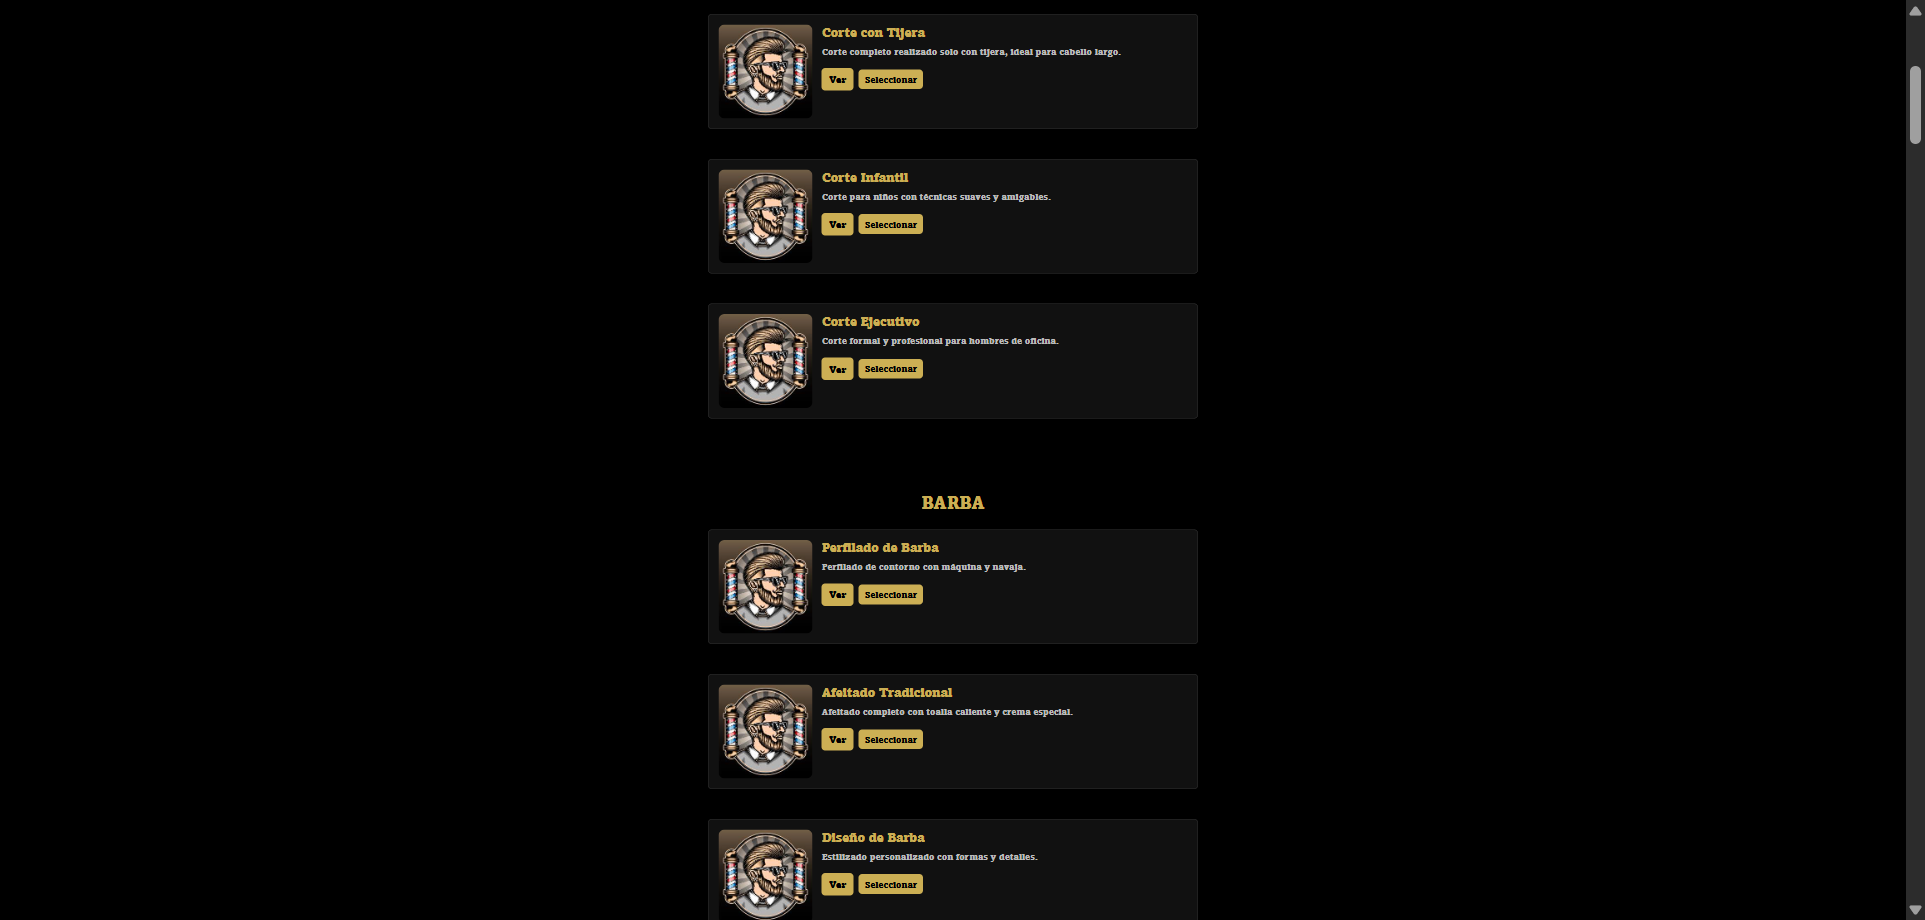 Corte con Tijera
Corte completo realizado solo con tijera, ideal para cabello largo.
Ver Seleccionar
Corte Infantil
Corte para niños con técnicas suaves y amigables.
Ver Seleccionar
Corte Ejecutivo
Corte formal y profesional para hombres de oficina.
Ver Seleccionar
BARBA
Perfilado de Barba
Perfilado de contorno con máquina y navaja.
Ver Seleccionar
Afeitado Tradicional
Afeitado completo con toalla caliente y crema especial.
Ver Seleccionar
Diseño de Barba
Estilizado personalizado con formas y detalles.
Ver Seleccionar